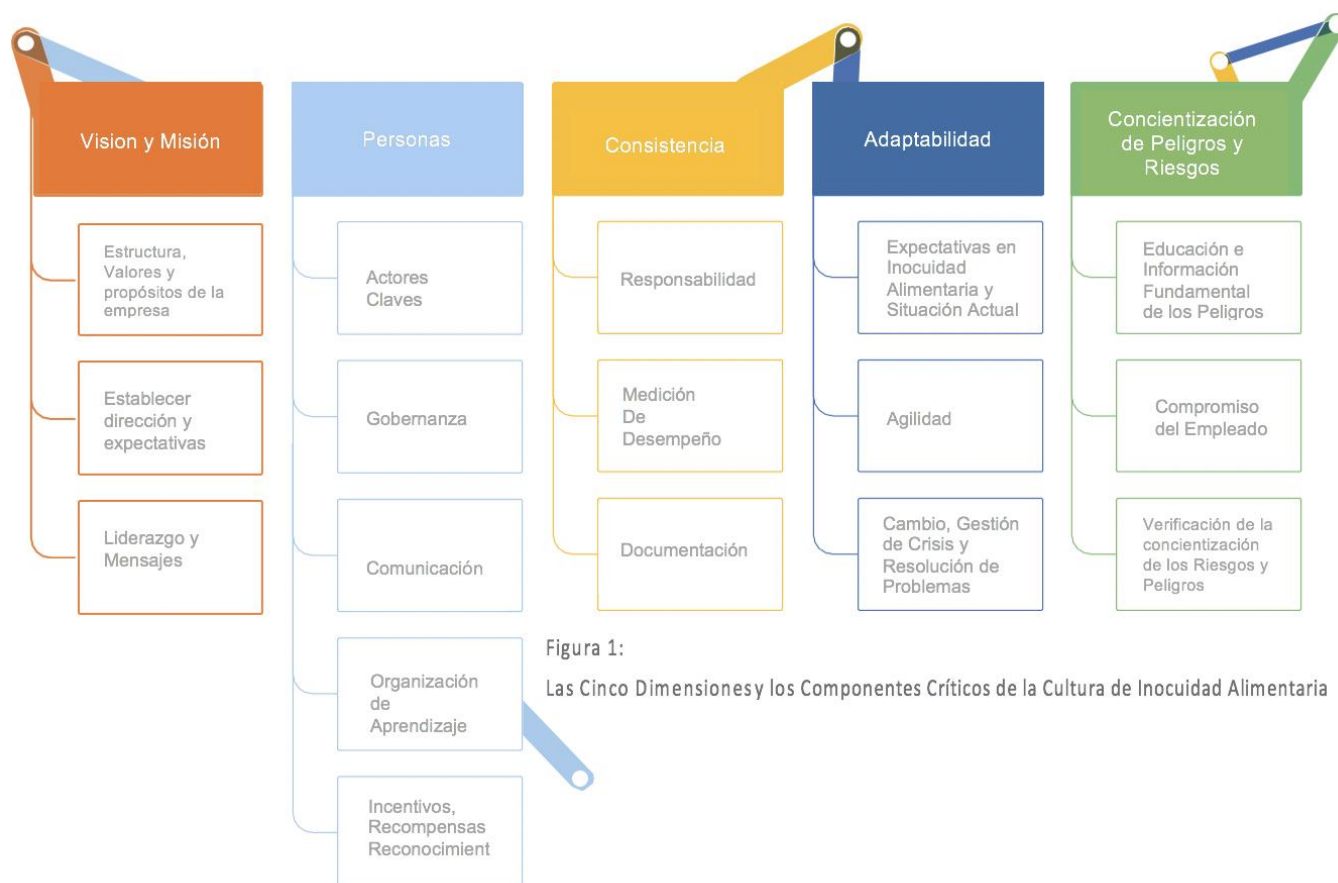 Vision y Misión
Estructura,
Valores y
propósitos de la
empresa
Establecer
dirección y
expectativas
Liderazgo y
Mensajes
Personas
Actores
Claves
Gobernanza
Comunicación
Organización
de
Aprendizaje
Incentivos,
Recompensas
Reconocimient
Consistencia
Responsabilidad
Medición
De
Desempeño
Documentación
Adaptabilidad
Expectativas en
Inocuidad
Alimentaria y
Situación Actual
Agilidad
Cambio, Gestión
de Crisis y
Resolución de
Problemas
Concientización
de Peligros y
Riesgos
Educación e
Información
Fundamental
de los Peligros
Compromiso
del Empleado
Verificación de la
concientización
de los Riesgos y
Peligros
Figura 1:
Las Cinco Dimensiones y los Componentes Críticos de la Cultura de Inocuidad Alimentaria